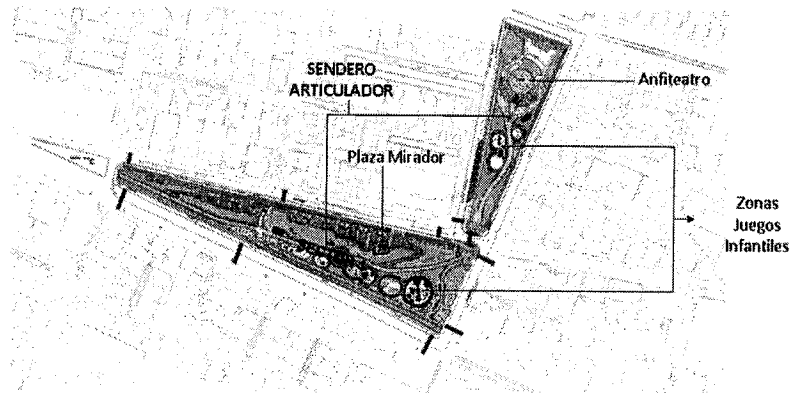 SENDERO
ARTICULADOR
Anfiteatro
Plaza Mirador
Zonas
Juegos
Infantiles